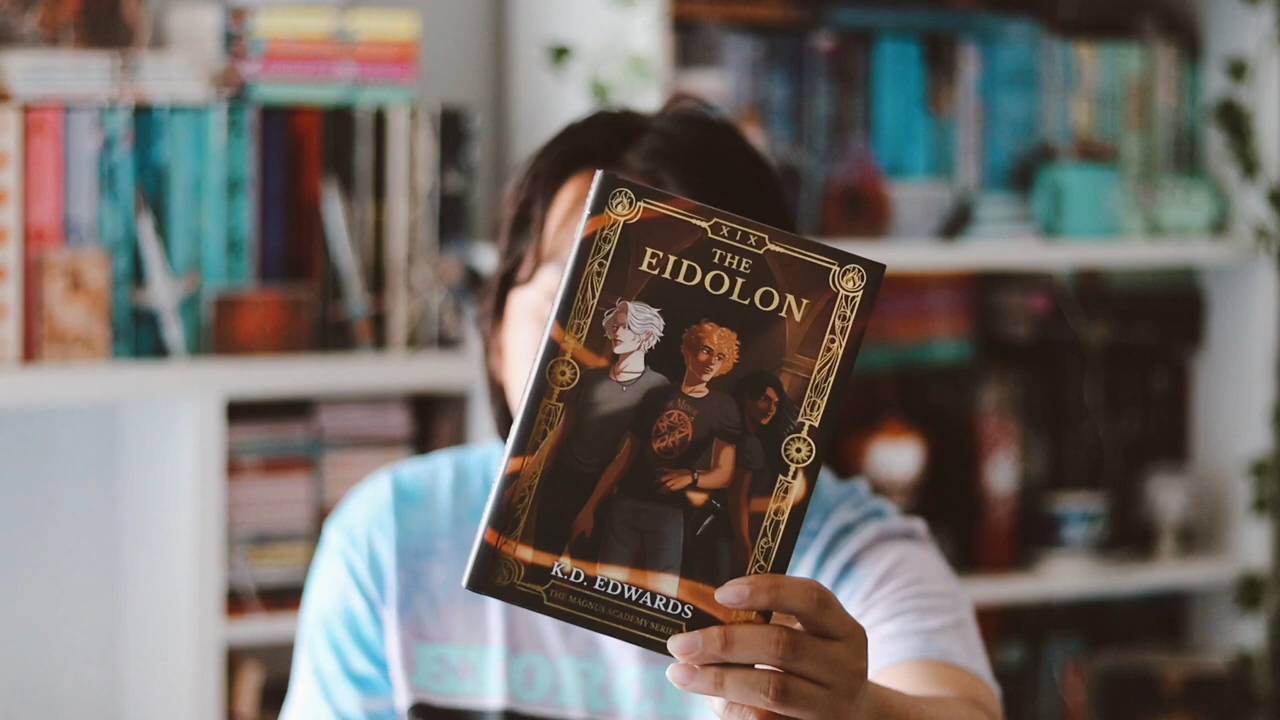 XIX
THE
EIDOLON
K.D. EDWARDS
THE MAGNUS ACADEMY SERIES